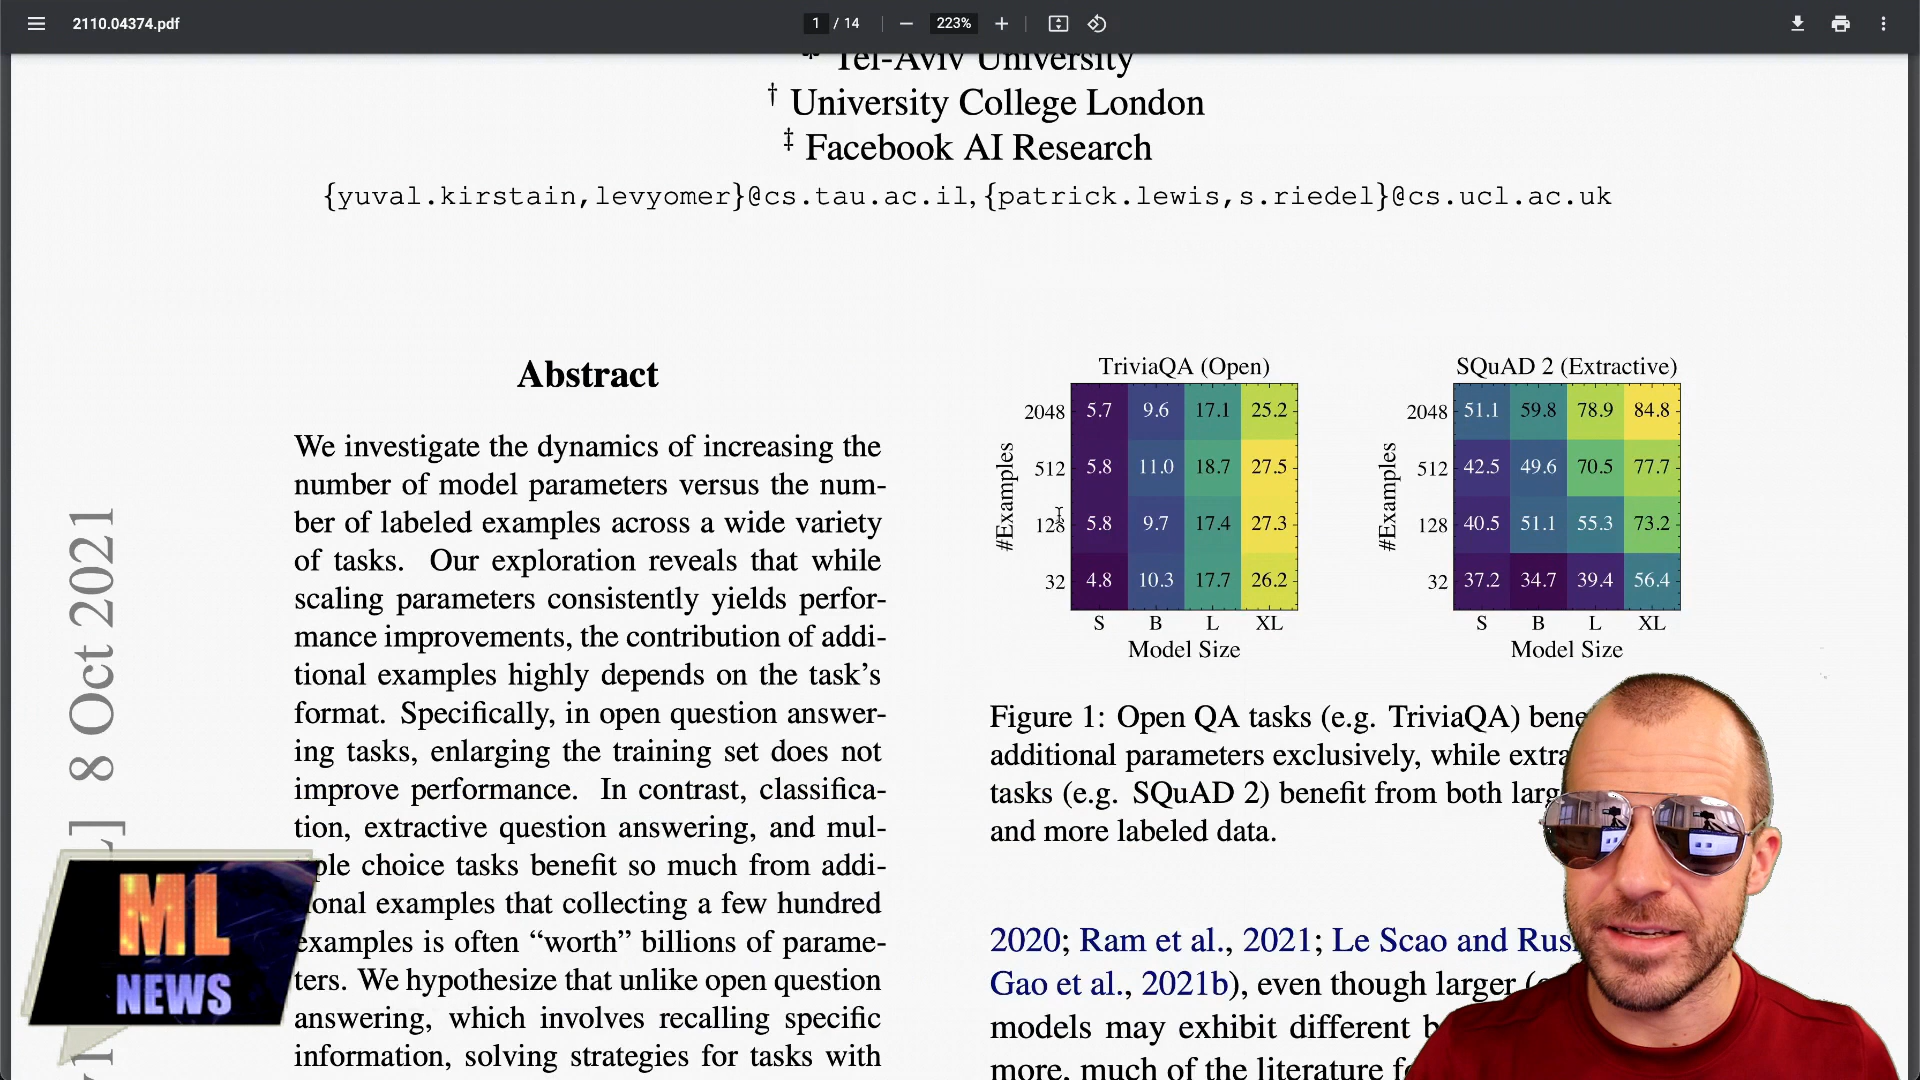 2110.04374.pdf
1 / 14
223%
Tel-Aviv University
† University College London
‡ Facebook AI Research
{yuval.kirstain,levyomer}@cs.tau.ac.il,{patrick.lewis,s.riedel}@cs.ucl.ac.uk
8 Oct 2021
Abstract
We investigate the dynamics of increasing the
number of model parameters versus the num-
ber of labeled examples across a wide variety
of tasks. Our exploration reveals that while
scaling parameters consistently yields perfor-
mance improvements, the contribution of addi-
tional examples highly depends on the task's
format. Specifically, in open question answer-
ing tasks, enlarging the training set does not
improve performance. In contrast, classifica-
tion, extractive question answering, and mul-
ple choice tasks benefit so much from addi-
ional examples that collecting a few hundred
examples is often “worth” billions of parame-
ters. We hypothesize that unlike open question
answering, which involves recalling specific
information, solving strategies for tasks with
TriviaQA (Open)
#Examples
2048 5.7 9.6 17.1 25.2
512 5.8 11.0 18.7 27.5
128 5.8 9.7 17.4 27.3
32 4.8 10.3 17.7 26.2
S B L XL
Model Size
SQuAD 2 (Extractive)
#Examples
2048 51.1 59.8 78.9 84.8
512 42.5 49.6 70.5 77.7
128 40.5 51.1 55.3 73.2
32 37.2 34.7 39.4 56.4
S B L XL
Model Size
Figure 1: Open QA tasks (e.g. TriviaQA) bene
additional parameters exclusively, while extra
tasks (e.g. SQuAD 2) benefit from both larg
and more labeled data.
2020; Ram et al., 2021; Le Scao and Rus
Gao et al., 2021b), even though larger (
models may exhibit different b
more, much of the literature f
ML
NEWS